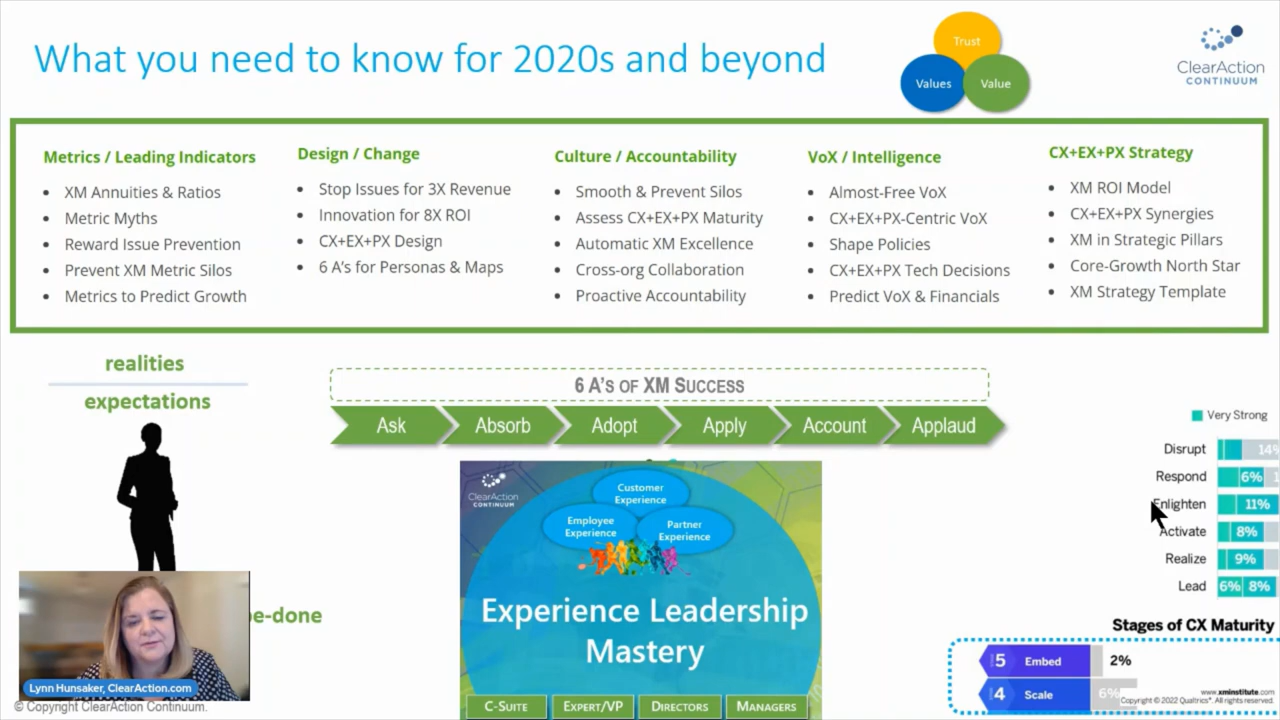 What you need to know for 2020s and beyond
Trust
Values
Value
ClearAction
CONTINUUM
Metrics / Leading Indicators
• XM Annuities & Ratios
• Metric Myths
• Reward Issue Prevention
• Prevent XM Metric Silos
• Metrics to Predict Growth
Design / Change
• Stop Issues for 3X Revenue
• Innovation for 8X ROI
• CX+EX+PX Design
• 6 A's for Personas & Maps
Culture / Accountability
• Smooth & Prevent Silos
• Assess CX+EX+PX Maturity
• Automatic XM Excellence
• Cross-org Collaboration
• Proactive Accountability
VoX / Intelligence
• Almost-Free VoX
• CX+EX+PX-Centric VoX
• Shape Policies
• CX+EX+PX Tech Decisions
• Predict VoX & Financials
CX+EX+PX Strategy
• XM ROI Model
• CX+EX+PX Synergies
• XM in Strategic Pillars
• Core-Growth North Star
• XM Strategy Template
realities
expectations
be-done
6 A's of XM Success
Ask
Absorb
Adopt
Apply
Account
Applaud
ClearAction
CONTINUUM
Customer
Experience
Employee
Experience
Partner
Experience
Experience Leadership
Mastery
C-Suite
Expert/VP
Directors
Managers
Very Strong
Disrupt 14%
Respond 6% 1
Enlighten 11%
Activate 8%
Realize 9%
Lead 6% 8%
Stages of CX Maturity
5 Embed 2%
4 Scale 6%
www.xminstitute.com
Copyright © 2022 Qualtrics®. All rights reserved.
Lynn Hunsaker, ClearAction.com
© Copyright ClearAction Continuum.